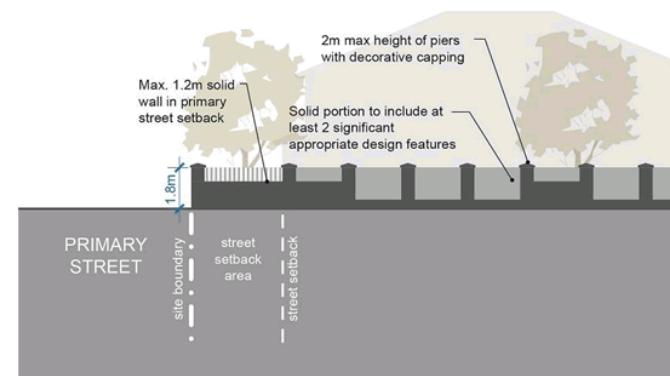 2m max height of piers
with decorative capping
Max. 1.2m solid
wall in primary
street setback
Solid portion to include at
least 2 significant
appropriate design features
1.8m
PRIMARY
STREET
site boundary
street
setback
area
street setback